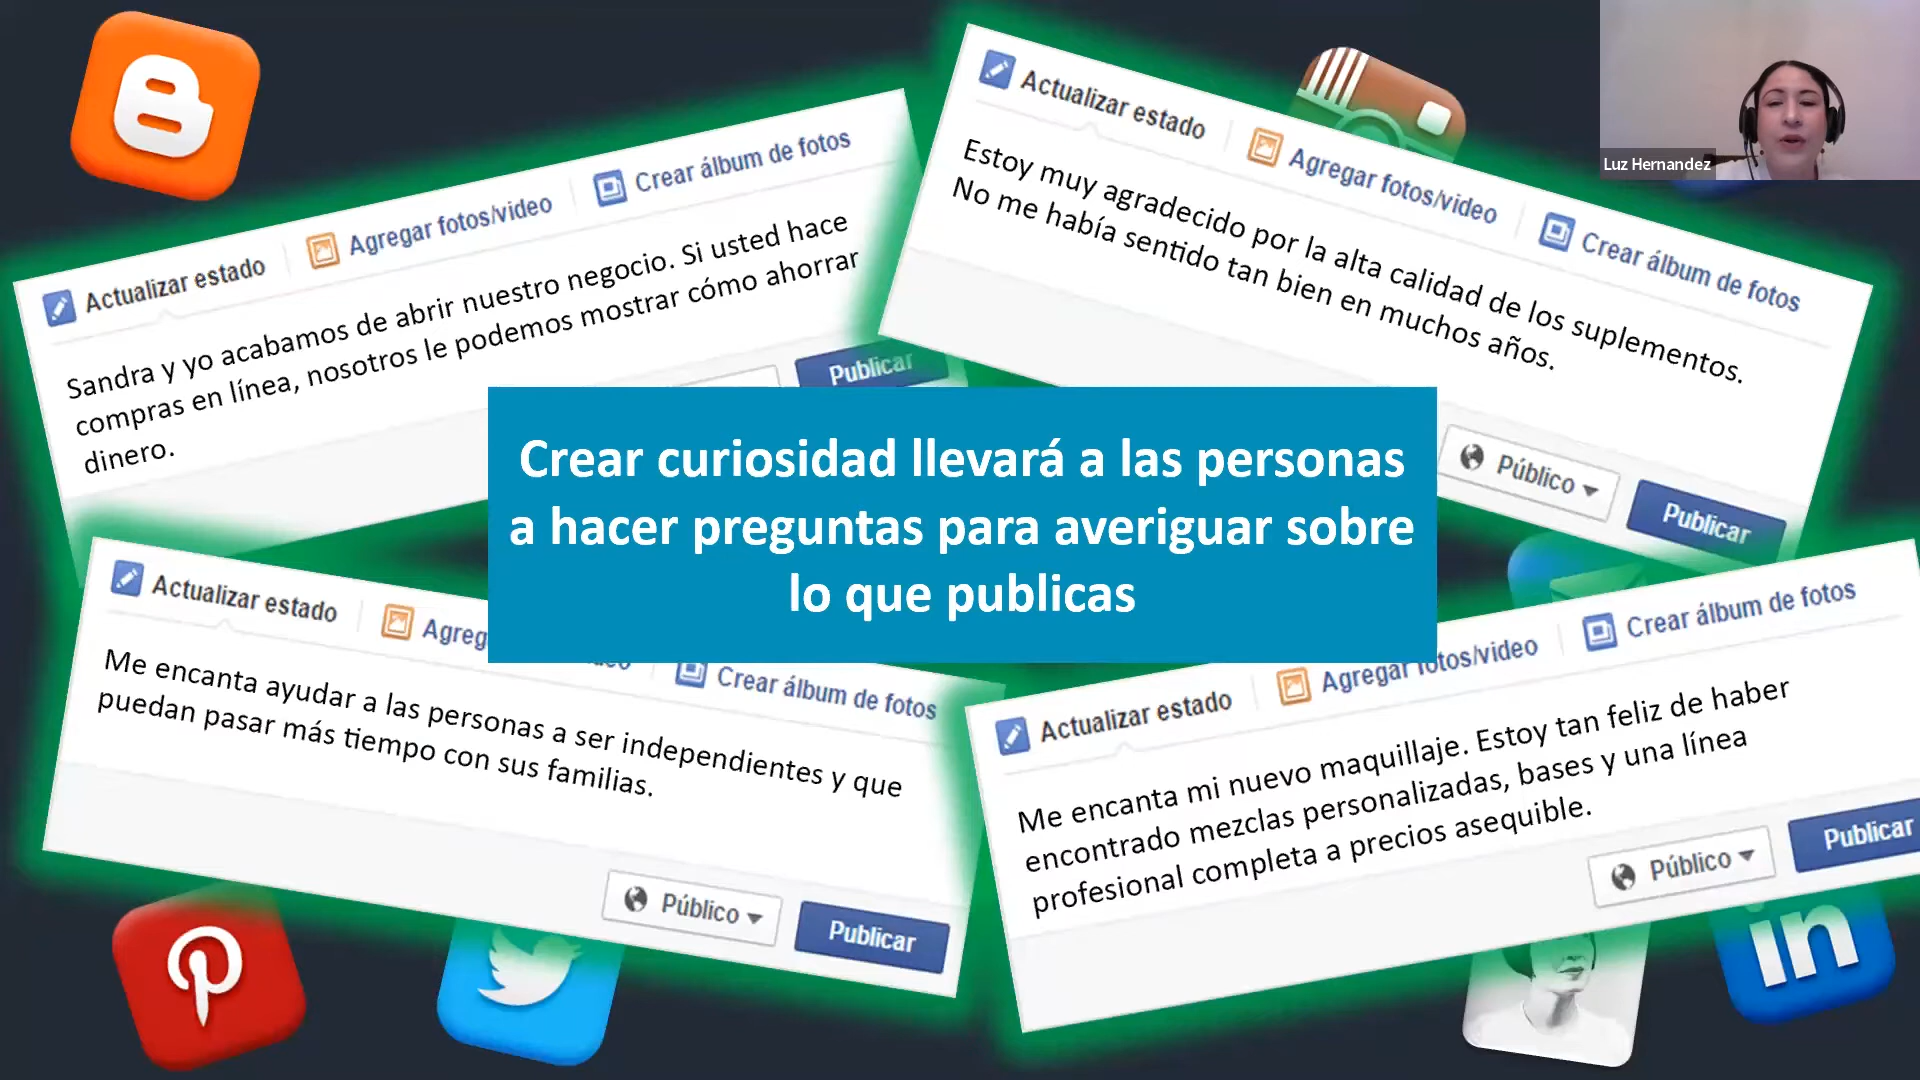 Luz Hernandez
Actualizar estado
Agregar fotos/video
Crear álbum de fotos
Sandra y yo acabamos de abrir nuestro negocio. Si usted hace
compras en línea, nosotros le podemos mostrar cómo ahorrar
dinero.
Publicar
Actualizar estado
Agregar fotos/video
Crear álbum de fotos
Estoy muy agradecido por la alta calidad de los suplementos.
No me había sentido tan bien en muchos años.
Público
Publicar
Crear curiosidad llevará a las personas
a hacer preguntas para averiguar sobre
lo que publicas
Actualizar estado
Crear álbum de fotos
Me encanta ayudar a las personas a ser independientes y que
puedan pasar más tiempo con sus familias.
Público
Publicar
Actualizar estado
Agregar fotos/video
Crear álbum de fotos
Me encanta mi nuevo maquillaje. Estoy tan feliz de haber
encontrado mezclas personalizadas, bases y una línea
profesional completa a precios asequible.
Público
Publicar
in